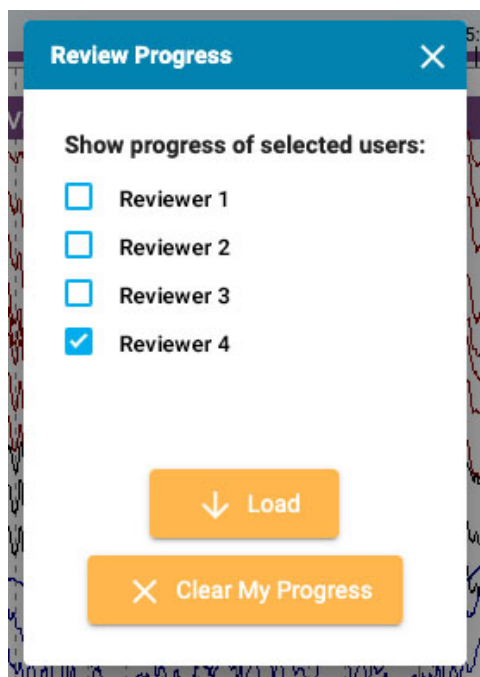 Review Progress
Show progress of selected users:
Reviewer 1
Reviewer 2
Reviewer 3
Reviewer 4
Load
Clear My Progress